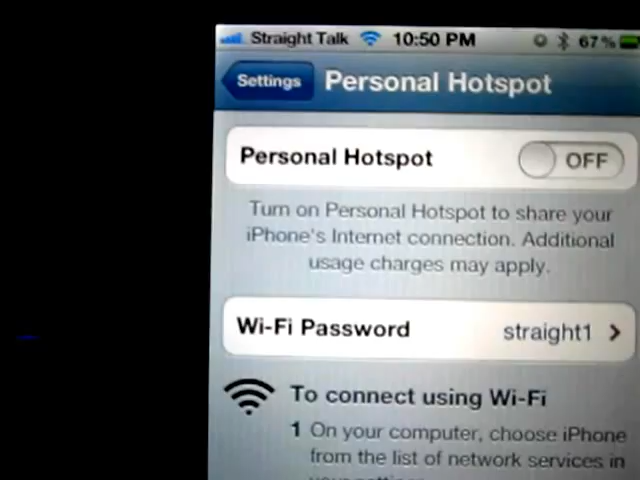 Straight Talk 10:50 PM 67%
Settings Personal Hotspot
Personal Hotspot OFF
Turn on Personal Hotspot to share your
iPhone's Internet connection. Additional
usage charges may apply.
Wi-Fi Password straight1
To connect using Wi-Fi
1 On your computer, choose iPhone
from the list of network services in